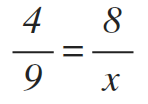 4/9 = 8/x